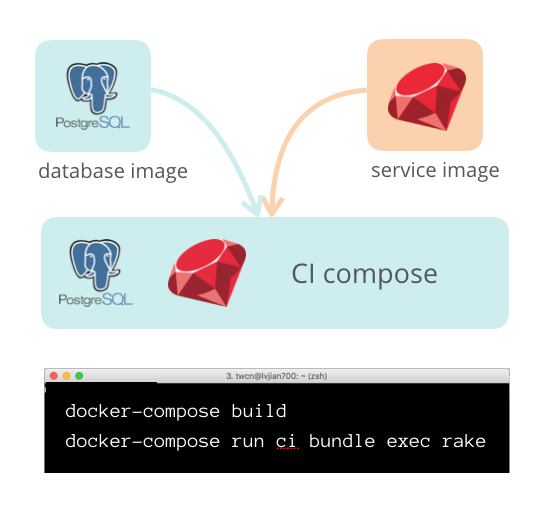 PostgreSQL
database image
service image
PostgreSQL
CI compose
3. twcn@lvjian700: ~ (zsh)
docker-compose build
docker-compose run ci bundle exec rake